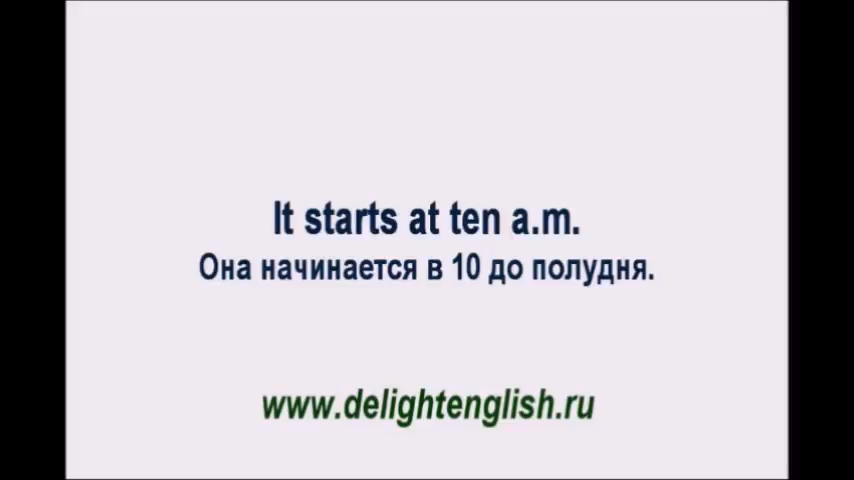 It starts at ten a.m.
Она начинается в 10 до полудня.
www.delightenglish.ru